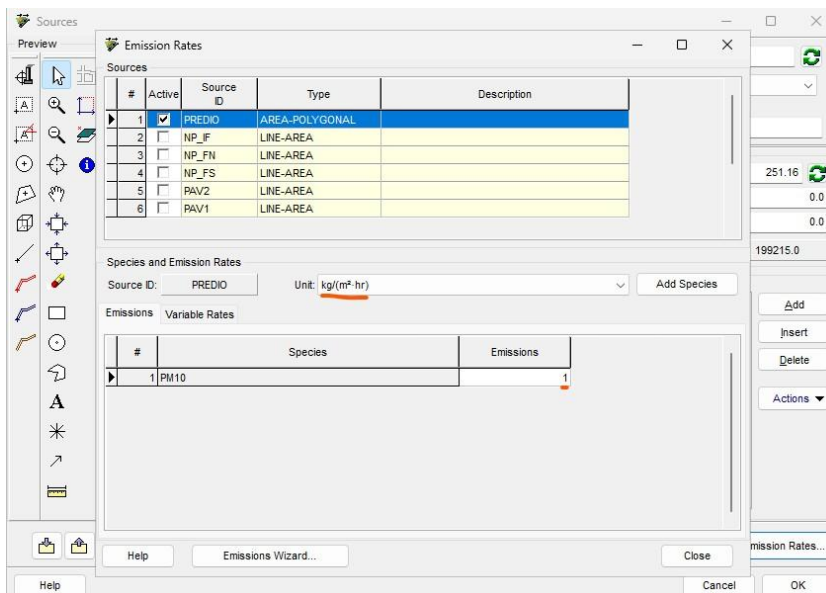 Sources
Preview
Emission Rates
Sources
# Active Source ID Type Description
1 PREDIO AREA-POLYGONAL
2 NP_IF LINE-AREA
3 NP_FN LINE-AREA
4 NP_FS LINE-AREA
5 PAV2 LINE-AREA
6 PAV1 LINE-AREA
251.16
0.0
0.0
199215.0
Species and Emission Rates
Source ID: PREDIO Unit: kg/(m²·hr) Add Species
Emissions Variable Rates
# Species Emissions
1 PM10 1
Add
Insert
Delete
Actions
A
A
A
Help Emissions Wizard... Close
mission Rates...
Help Cancel OK